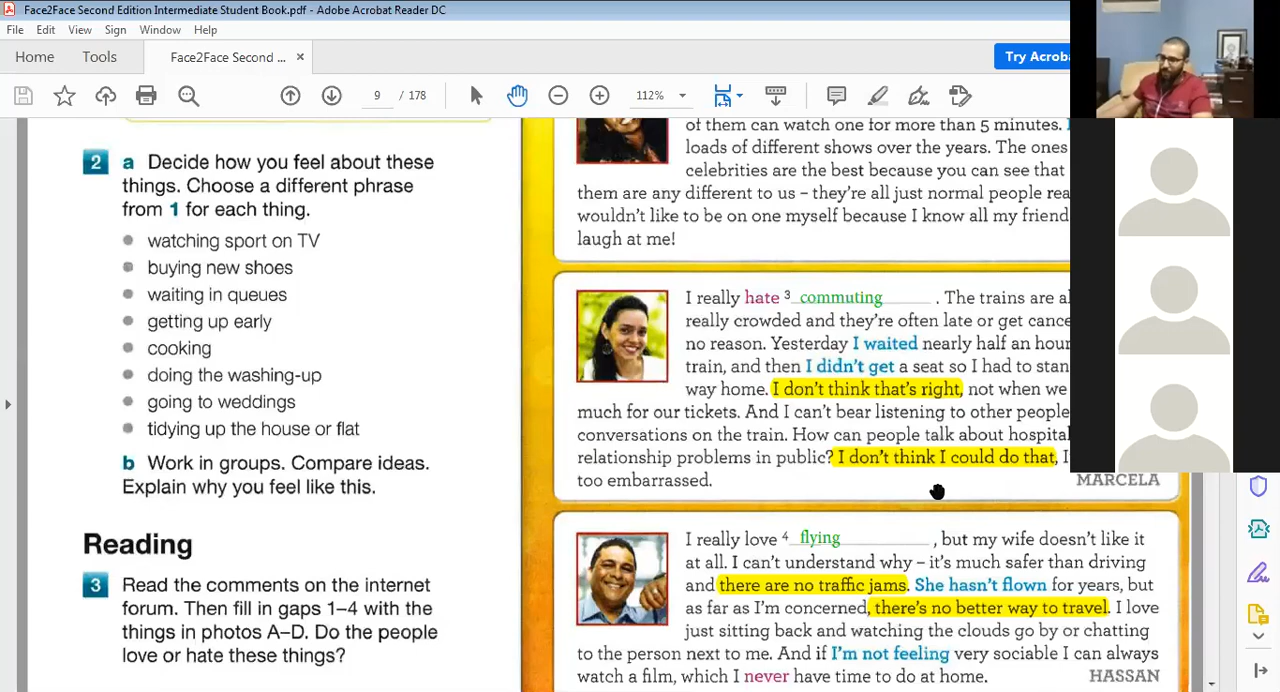 Face2Face Second Edition Intermediate Student Book.pdf - Adobe Acrobat Reader DC
File Edit View Sign Window Help
Home Tools Face2Face Second ... × Try Acroba
9 / 178 112%
2 a Decide how you feel about these
things. Choose a different phrase
from 1 for each thing.
watching sport on TV
buying new shoes
waiting in queues
getting up early
cooking
doing the washing-up
going to weddings
tidying up the house or flat
b Work in groups. Compare ideas.
Explain why you feel like this.
Reading
3 Read the comments on the internet
forum. Then fill in gaps 1–4 with the
things in photos A–D. Do the people
love or hate these things?
of them can watch one for more than 5 minutes.
loads of different shows over the years. The ones
celebrities are the best because you can see that
them are any different to us – they're all just normal people rea
wouldn't like to be on one myself because I know all my friend
laugh at me!
I really hate 3 commuting . The trains are al
really crowded and they're often late or get cance
no reason. Yesterday I waited nearly half an hour
train, and then I didn't get a seat so I had to stan
way home. I don't think that's right, not when we
much for our tickets. And I can't bear listening to other people
conversations on the train. How can people talk about hospital
relationship problems in public? I don't think I could do that, I
too embarrassed.
MARCELA
I really love 4 flying , but my wife doesn't like it
at all. I can't understand why – it's much safer than driving
and there are no traffic jams. She hasn't flown for years, but
as far as I'm concerned, there's no better way to travel. I love
just sitting back and watching the clouds go by or chatting
to the person next to me. And if I'm not feeling very sociable I can always
watch a film, which I never have time to do at home.
HASSAN